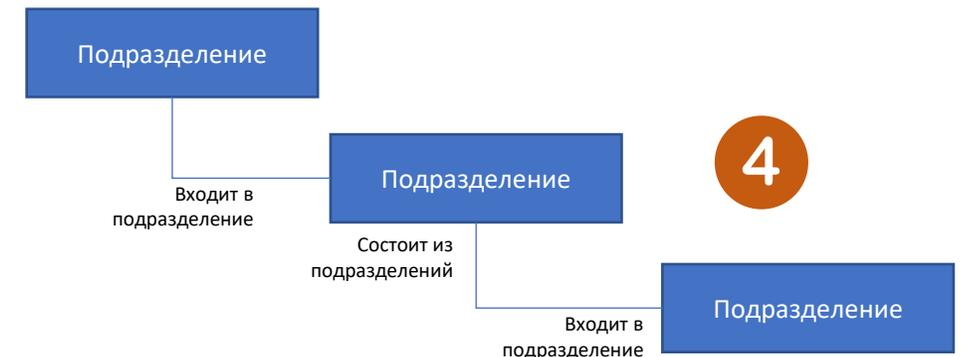 Подразделение
Входит в
подразделение
Подразделение
4
Состоит из
подразделений
Входит в
подразделение
Подразделение